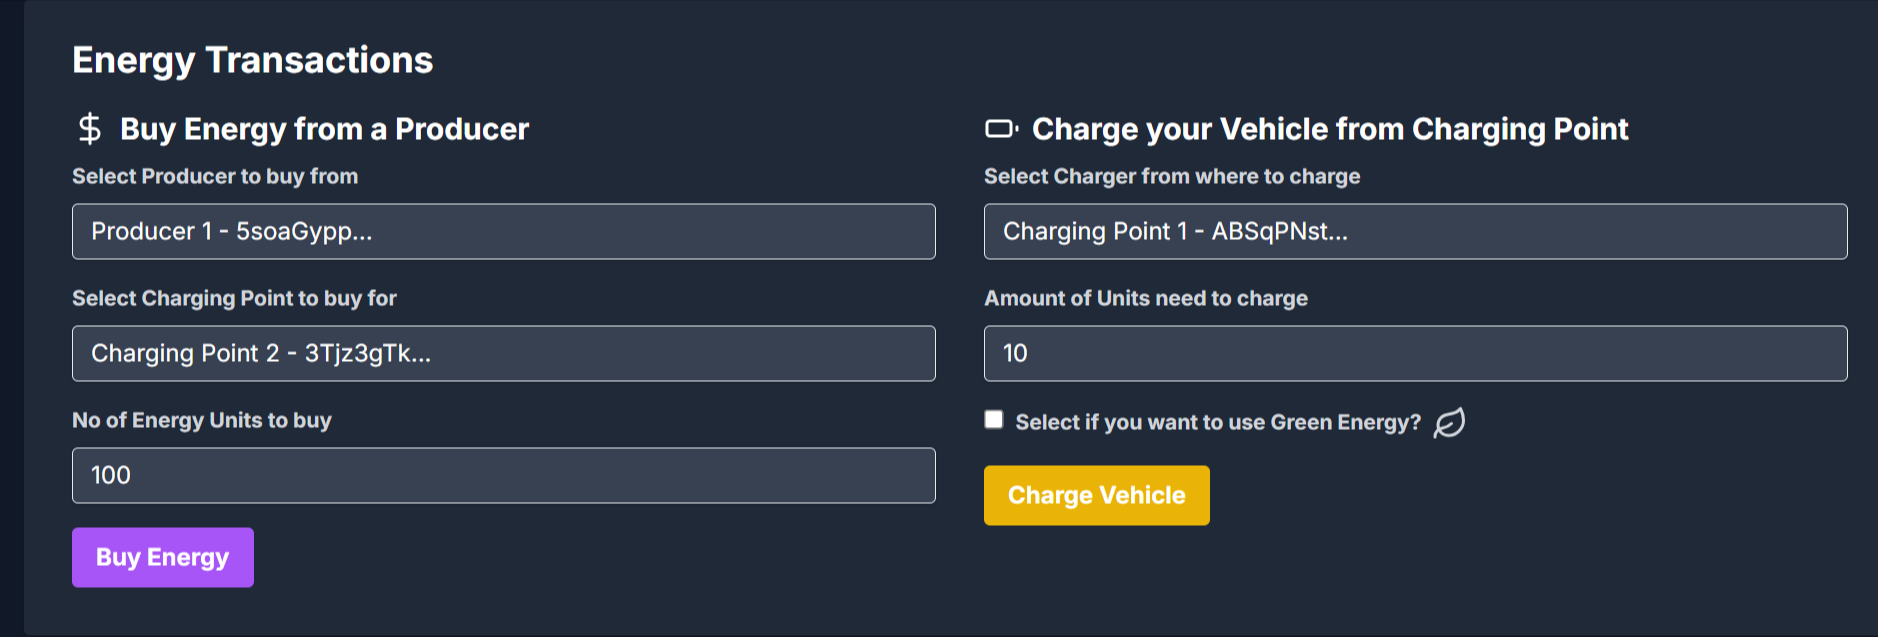 Energy Transactions
$ Buy Energy from a Producer
Select Producer to buy from
Producer 1 - 5soaGypp...
Select Charging Point to buy for
Charging Point 2 - 3Tjz3gTk...
No of Energy Units to buy
100
Buy Energy
Charge your Vehicle from Charging Point
Select Charger from where to charge
Charging Point 1 - ABSqPNst...
Amount of Units need to charge
10
Select if you want to use Green Energy?
Charge Vehicle